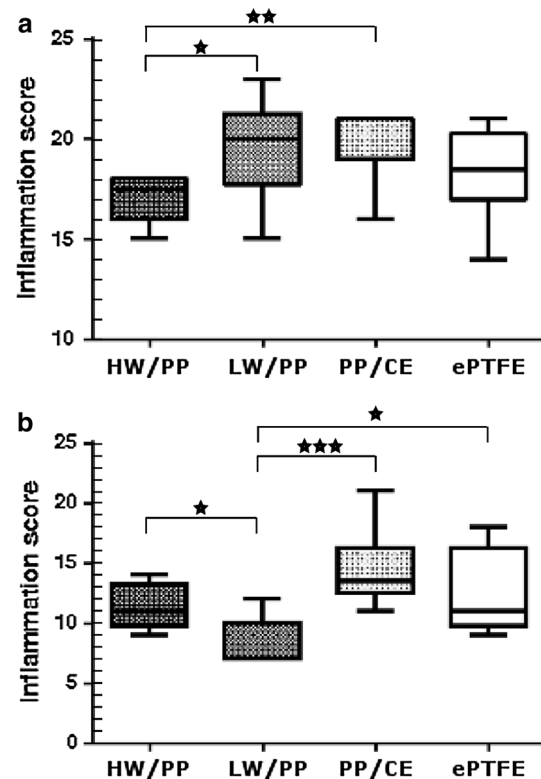 a
★★
★
25
20
15
10
Inflammation score
HW/PP LW/PP PP/CE ePTFE
b
★
★★★
★
25
20
15
10
5
0
Inflammation score
HW/PP LW/PP PP/CE ePTFE